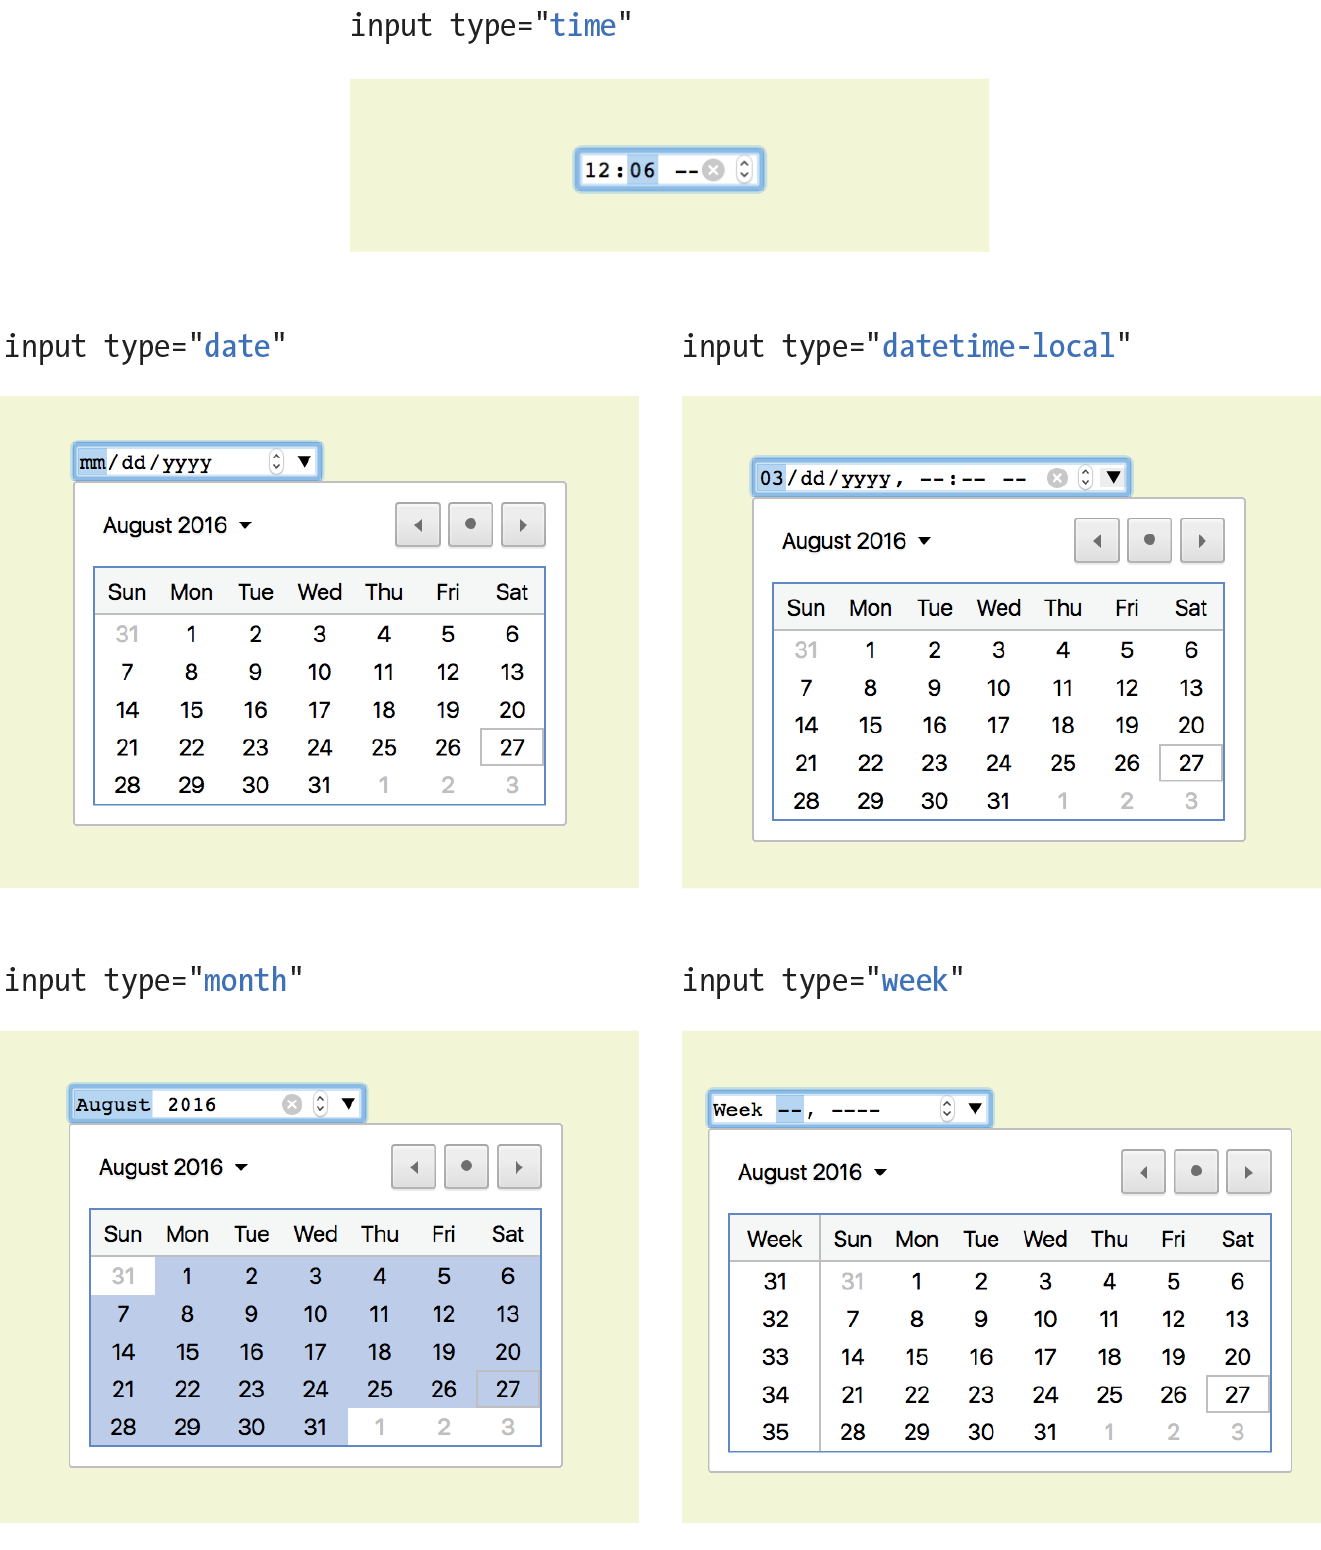 input type="time"
12:06 --
input type="date"
mm/dd/yyyy
August 2016
Sun Mon Tue Wed Thu Fri Sat
31 1 2 3 4 5 6
7 8 9 10 11 12 13
14 15 16 17 18 19 20
21 22 23 24 25 26 27
28 29 30 31 1 2 3
input type="datetime-local"
03/dd/yyyy, --:-- --
August 2016
Sun Mon Tue Wed Thu Fri Sat
31 1 2 3 4 5 6
7 8 9 10 11 12 13
14 15 16 17 18 19 20
21 22 23 24 25 26 27
28 29 30 31 1 2 3
input type="month"
August 2016
August 2016
Sun Mon Tue Wed Thu Fri Sat
31 1 2 3 4 5 6
7 8 9 10 11 12 13
14 15 16 17 18 19 20
21 22 23 24 25 26 27
28 29 30 31 1 2 3
input type="week"
Week --, ----
August 2016
Week Sun Mon Tue Wed Thu Fri Sat
31 31 1 2 3 4 5 6
32 7 8 9 10 11 12 13
33 14 15 16 17 18 19 20
34 21 22 23 24 25 26 27
35 28 29 30 31 1 2 3